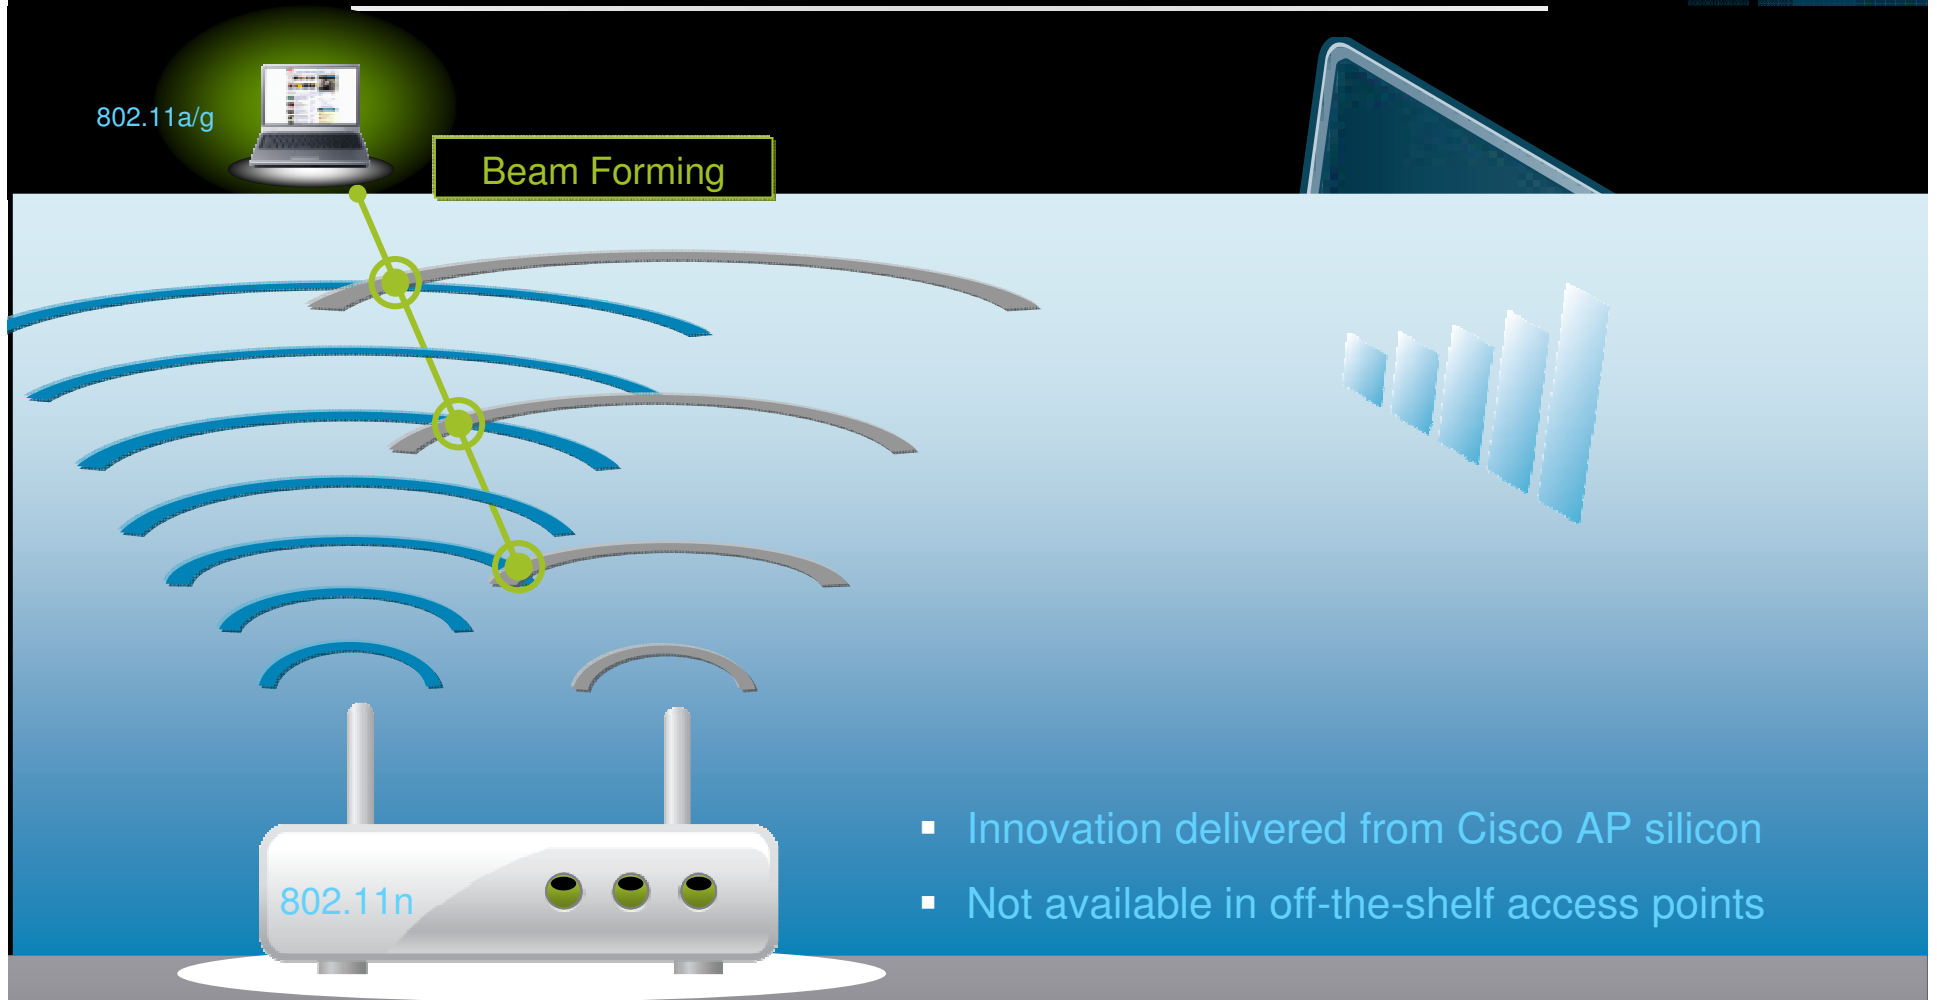 802.11a/g
Beam Forming
802.11n
Innovation delivered from Cisco AP silicon
Not available in off-the-shelf access points